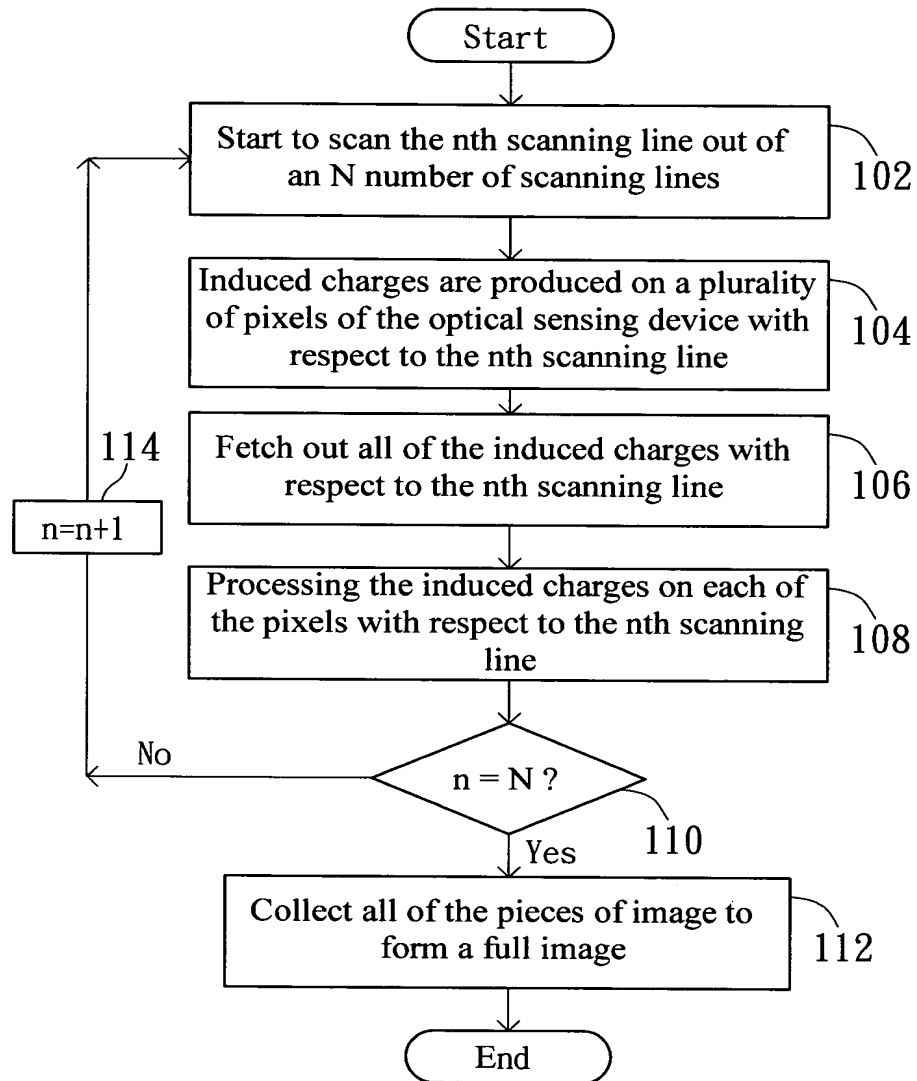 Start
Start to scan the nth scanning line out of
an N number of scanning lines
102
Induced charges are produced on a plurality
of pixels of the optical sensing device with
respect to the nth scanning line
104
Fetch out all of the induced charges with
respect to the nth scanning line
106
114
n=n+1
Processing the induced charges on each of
the pixels with respect to the nth scanning
line
108
No
n = N ?
110
Yes
Collect all of the pieces of image to
form a full image
112
End